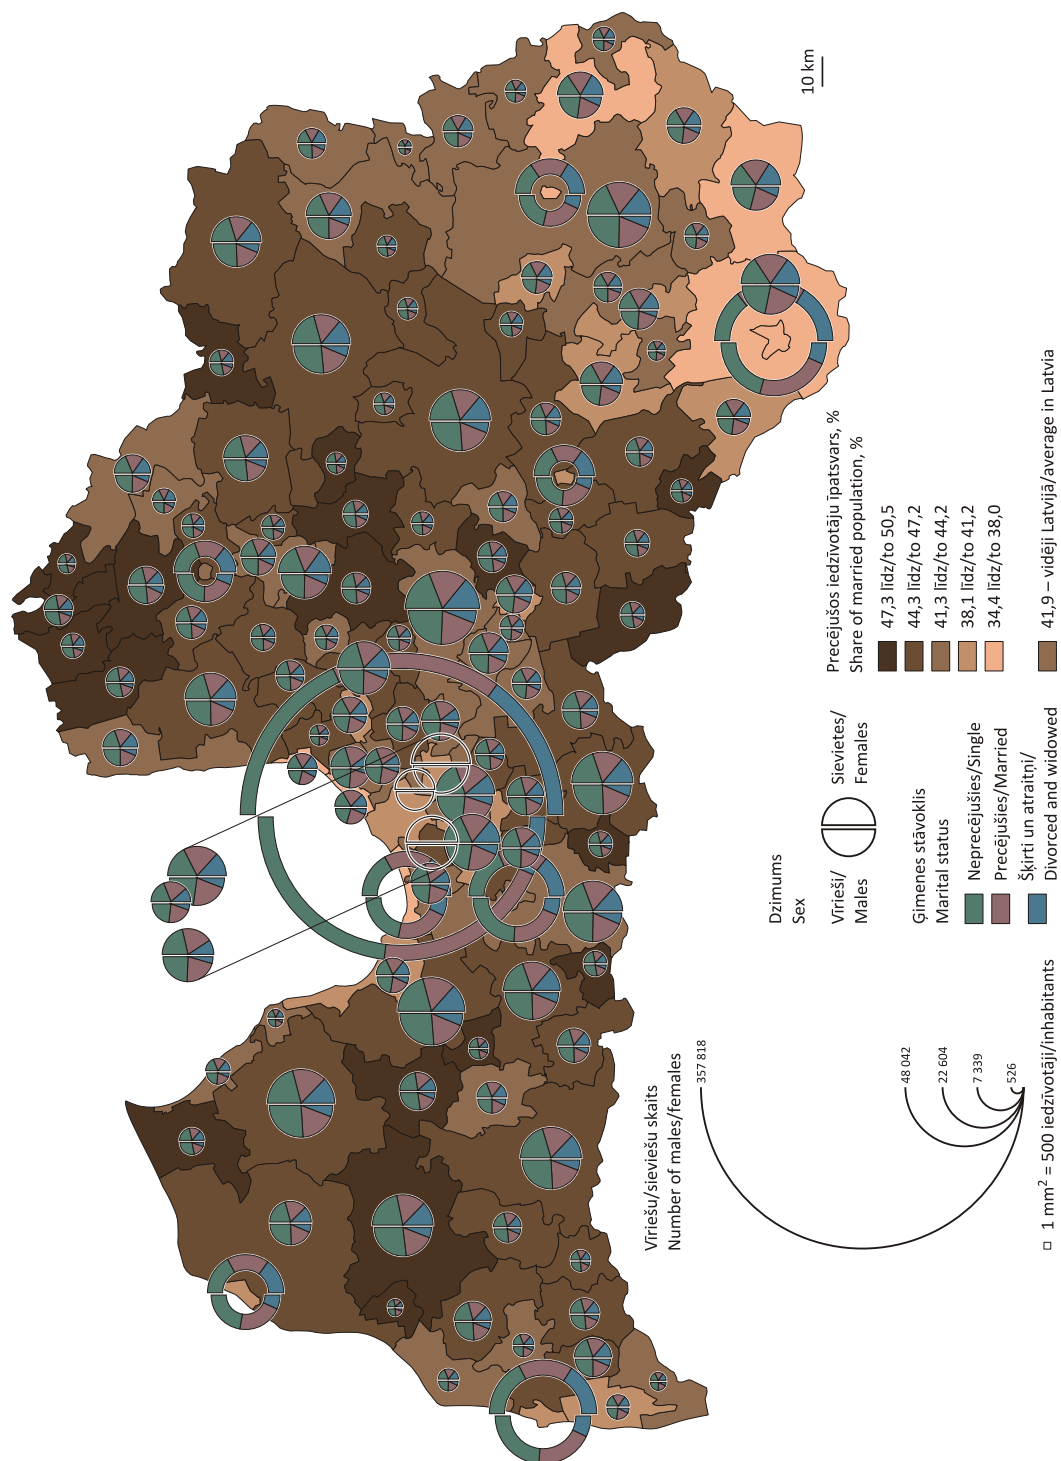 10 km
Precējušos iedzīvotāju īpatsvars, %
Share of married population, %
47,3 līdz/to 50,5
44,3 līdz/to 47,2
41,3 līdz/to 44,2
38,1 līdz/to 41,2
34,4 līdz/to 38,0
41,9 – vidēji Latvijā/average in Latvia
Dzimums
Sex
Vīrieši/
Males
Sievietes/
Females
Ģimenes stāvoklis
Marital status
Neprecējušies/Single
Precējušies/Married
Šķirti un atraitņi/
Divorced and widowed
Vīriešu/sieviešu skaits
Number of males/females
357 818
48 042
22 604
7 339
526
1 mm² = 500 iedzīvotāji/inhabitants